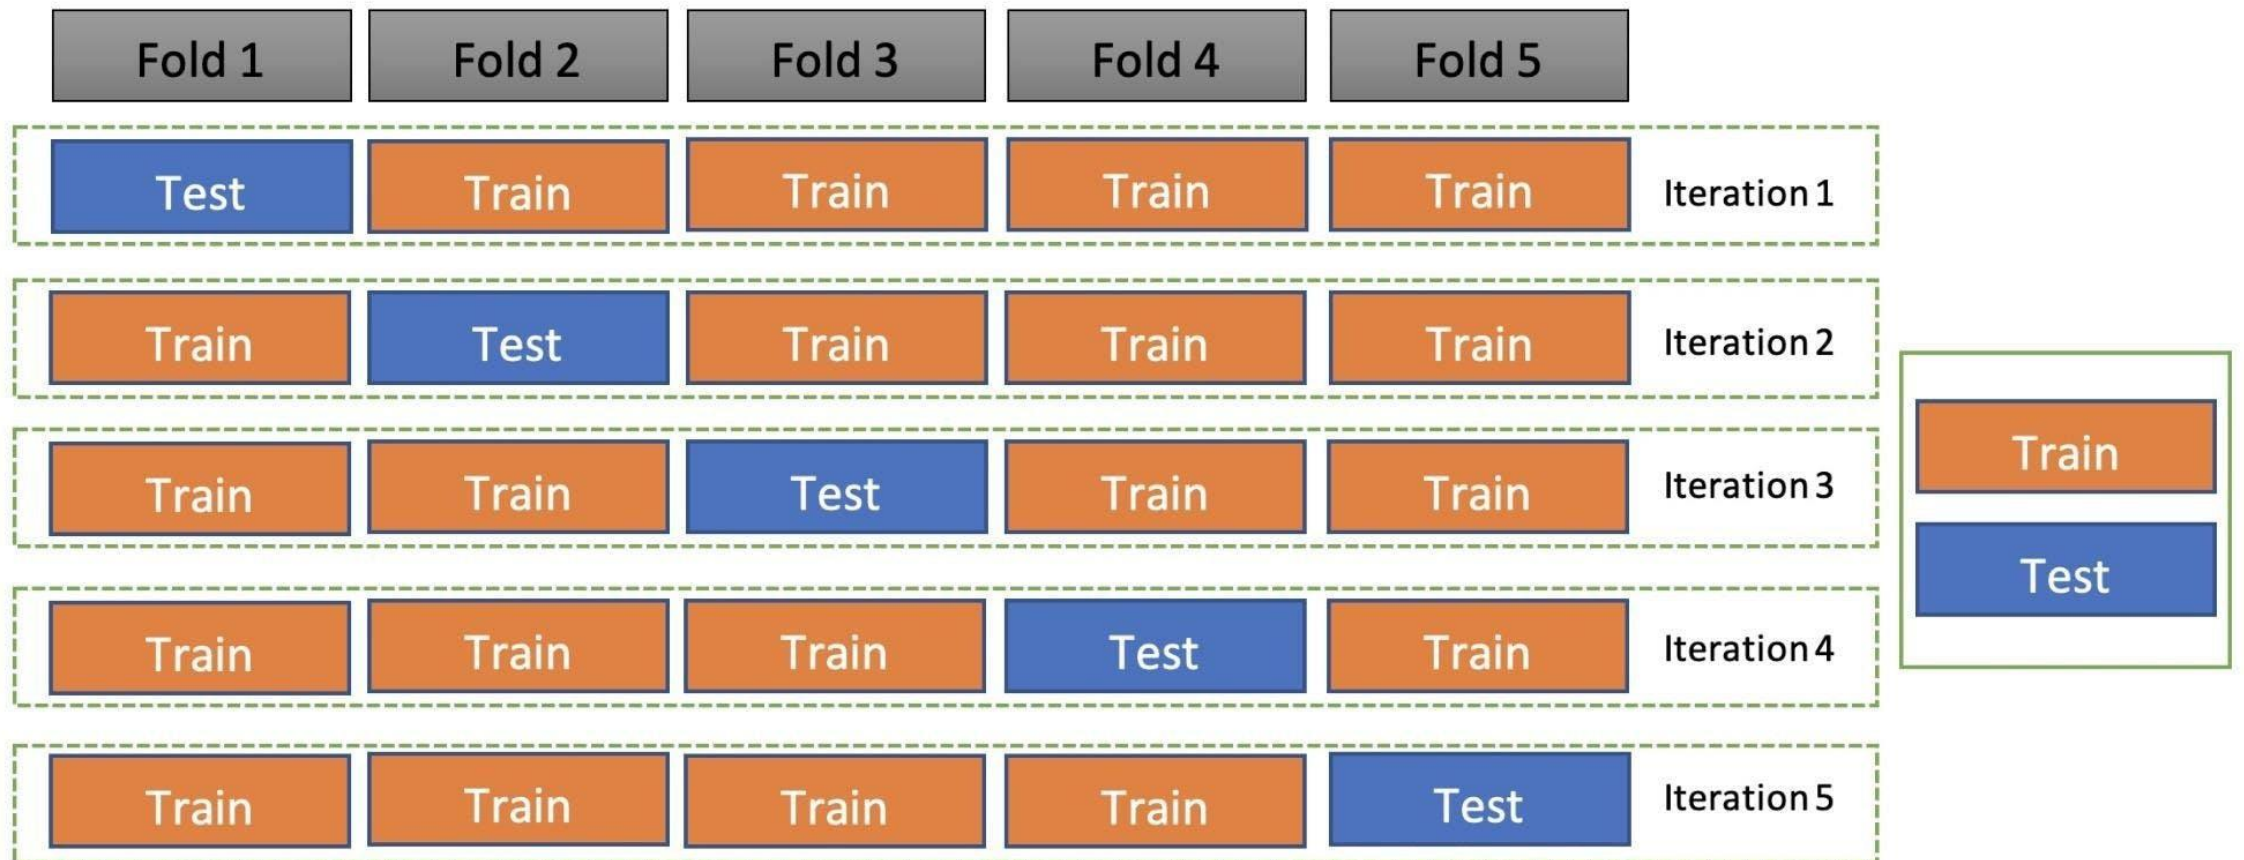 Fold 1 Fold 2 Fold 3 Fold 4 Fold 5
Test Train Train Train Train Iteration 1
Train Test Train Train Train Iteration 2
Train Train Test Train Train Iteration 3
Train Train Train Test Train Iteration 4
Train Train Train Train Test Iteration 5
Train
Test